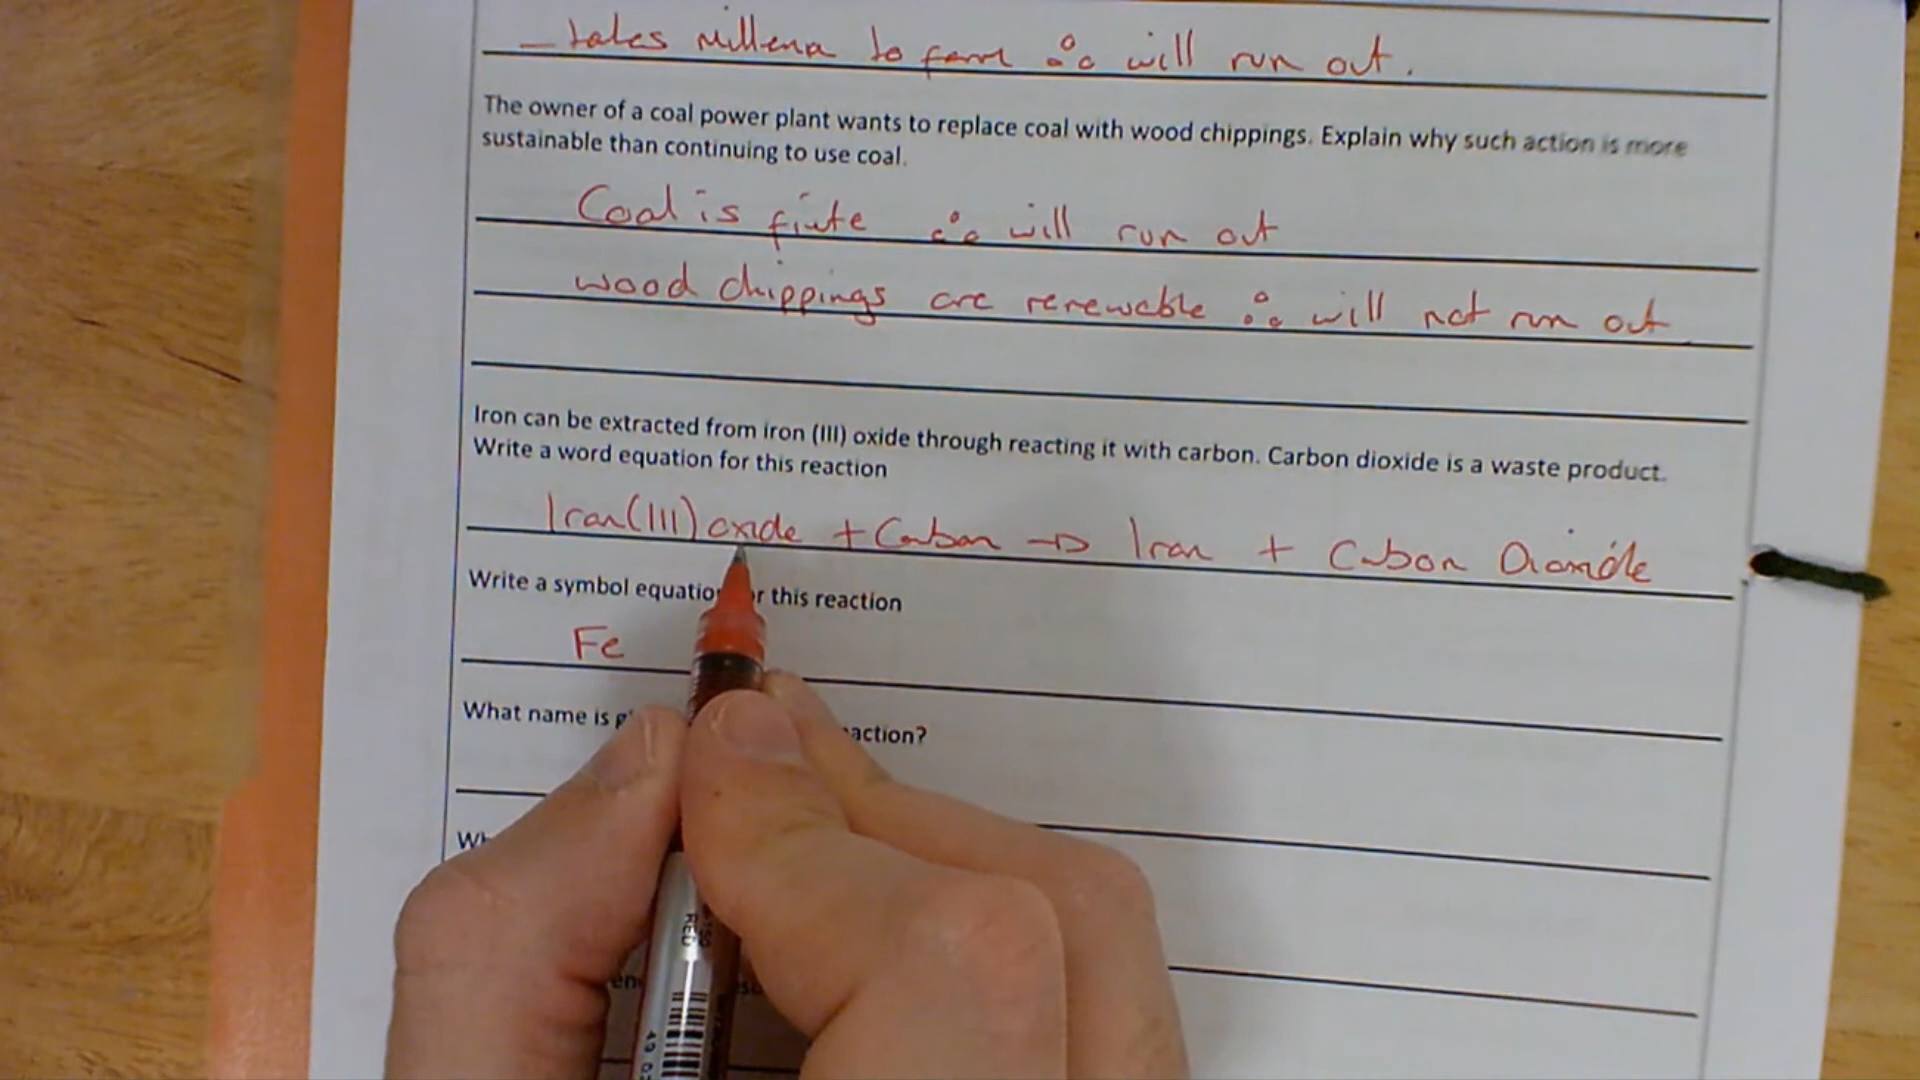 takes millena to form ∴ will run out.
The owner of a coal power plant wants to replace coal with wood chippings. Explain why such action is more
sustainable than continuing to use coal.
Coal is finite ∴ will run out
wood chippings are renewable ∴ will not run out
Iron can be extracted from iron (III) oxide through reacting it with carbon. Carbon dioxide is a waste product.
Write a word equation for this reaction
Iron(III) oxide + Carbon → Iron + Carbon Dioxide
Write a symbol equation for this reaction
Fe
What name is
action?
RED